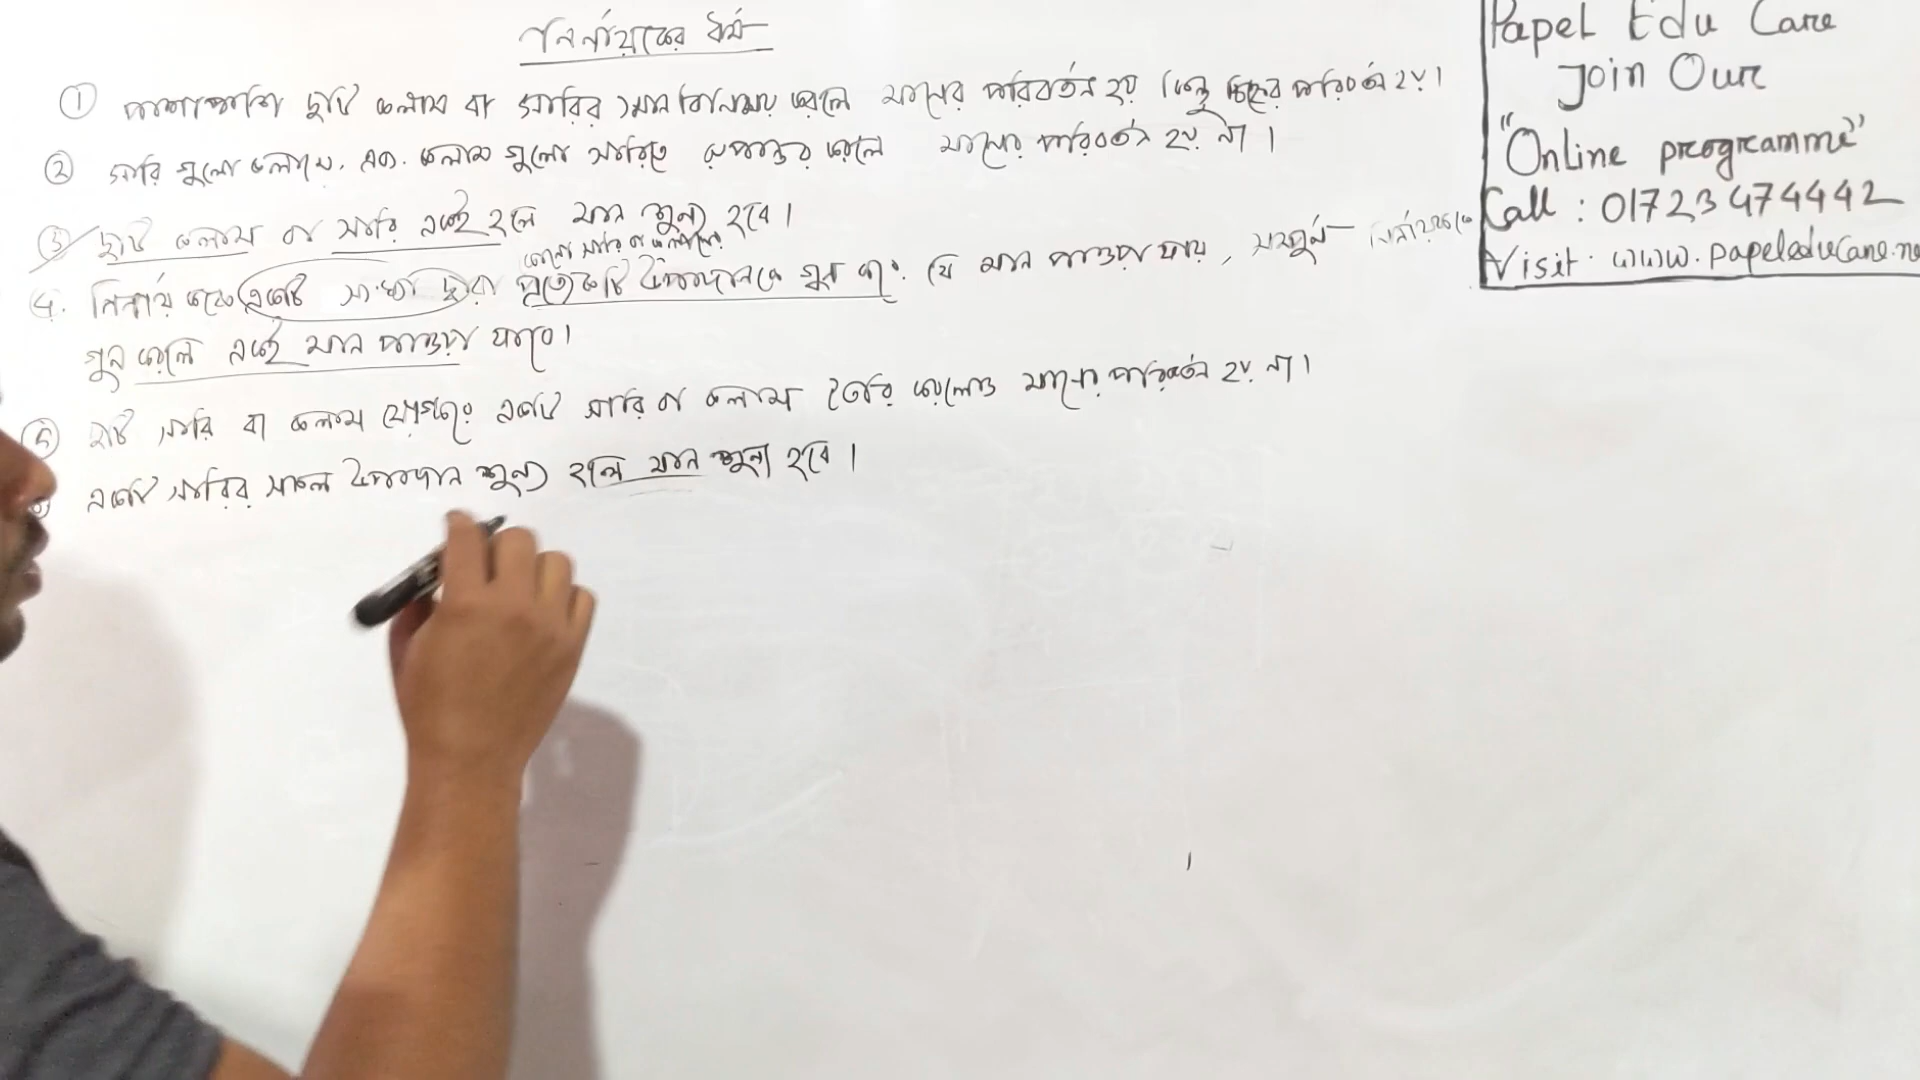 নির্ণায়কের ধর্ম
① পাশাপাশি দুটি কলাম বা সারির স্থান বিনিময় করলে মানের পরিবর্তন হয় কিন্তু চিহ্নের পরিবর্তন হয়।
② সারি গুলো কলামে, এবং কলাম গুলো সারিতে রূপান্তর করলে মানের পরিবর্তন হয় না।
③ দুটি কলাম বা সারি একই হলে মান শূন্য হবে।
কোনো সারি বা কলামের
4. নির্ণায়কের একটি সংখ্যা দ্বারা প্রত্যেকটি উপাদানকে গুন করে যে মান পাওয়া যায়, সম্পূর্ন নির্ণায়ককে
গুন করলে একই মান পাওয়া যাবে।
⑤ দুটি সারি বা কলাম যোগকরে একটি সারি বা কলাম তৈরি করলেও মানের পরিবর্তন হয় না।
একটি সারির সকল উপাদান শূন্য হলে মান শূন্য হবে।
Papel Edu Care
Join Our
"Online programme"
Call : 01723474442
Visit : www.papeleduCare.ne